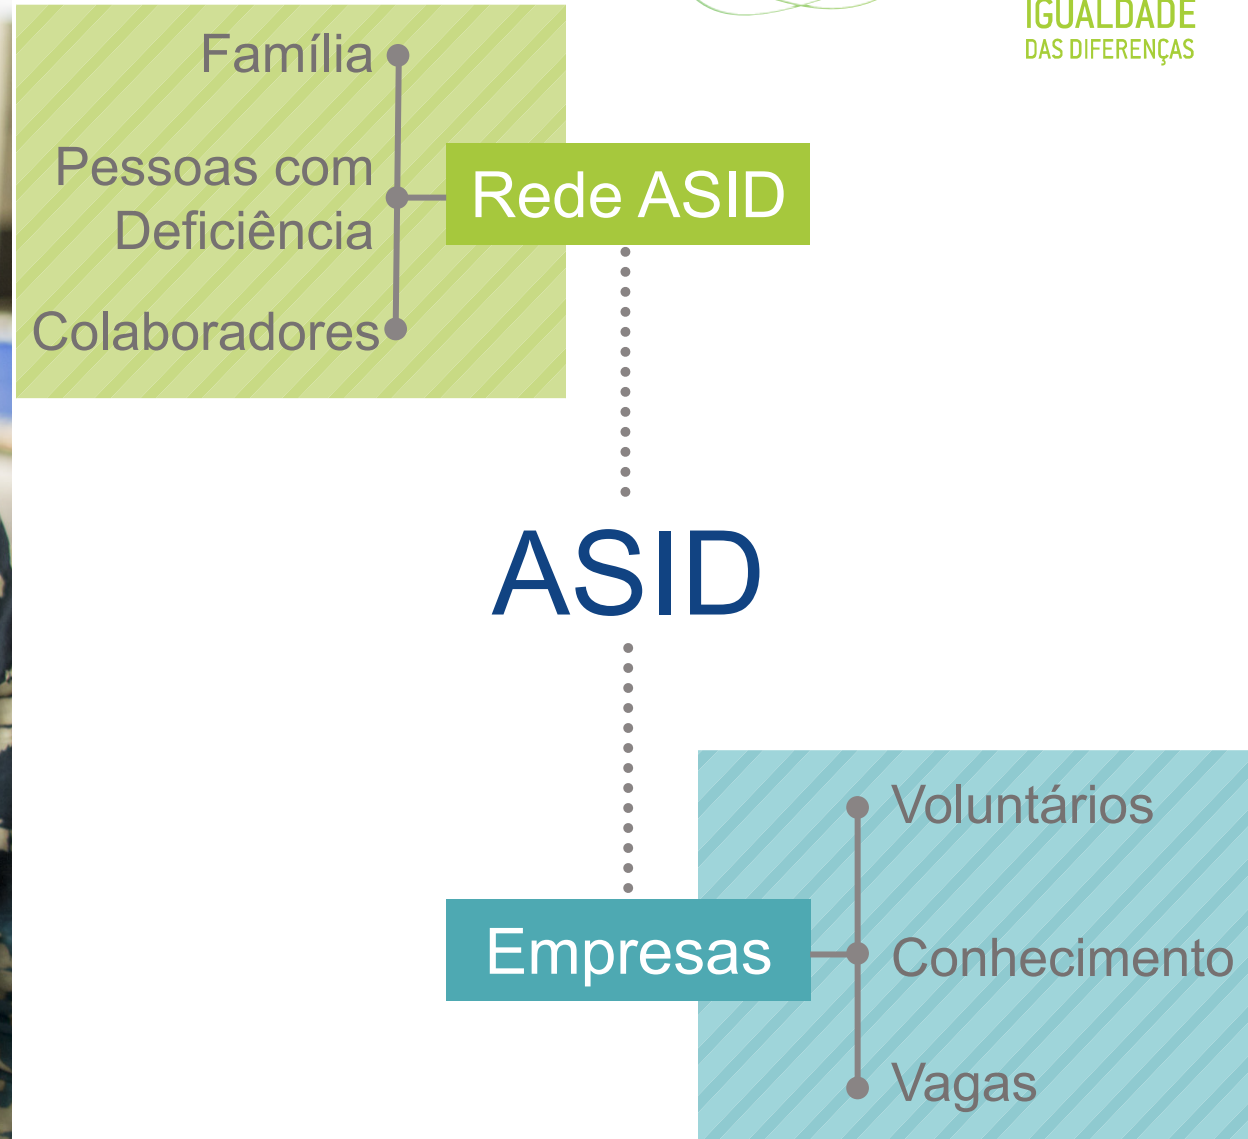 IGUALDADE
DAS DIFERENÇAS
Família
Pessoas com
Deficiência
Colaboradores
Rede ASID
ASID
Empresas
Voluntários
Conhecimento
Vagas